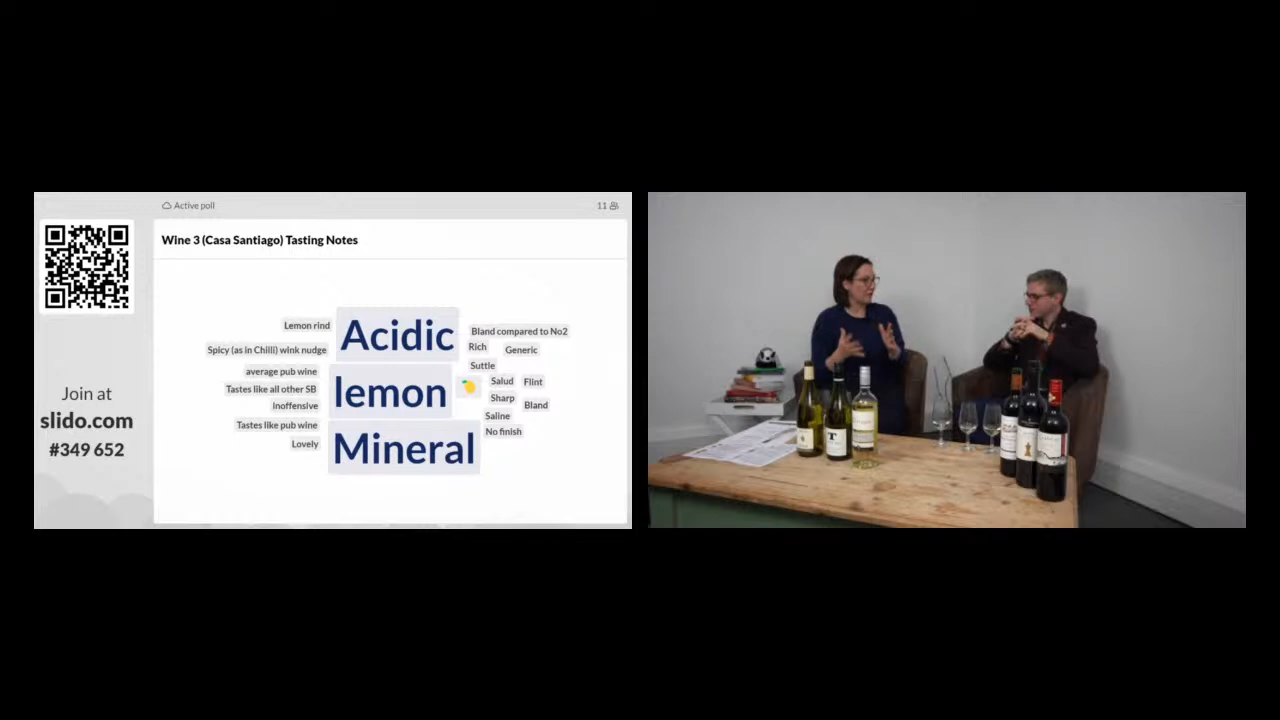 Active poll
11
Wine 3 (Casa Santiago) Tasting Notes
Join at
slido.com
#349 652
Lemon rind
Acidic
Bland compared to No2
Spicy (as in Chilli) wink nudge
Rich
Generic
average pub wine
Suttle
Tastes like all other SB
lemon
🍋
Salud
Flint
Inoffensive
Sharp
Bland
Tastes like pub wine
Saline
Lovely
Mineral
No finish
T